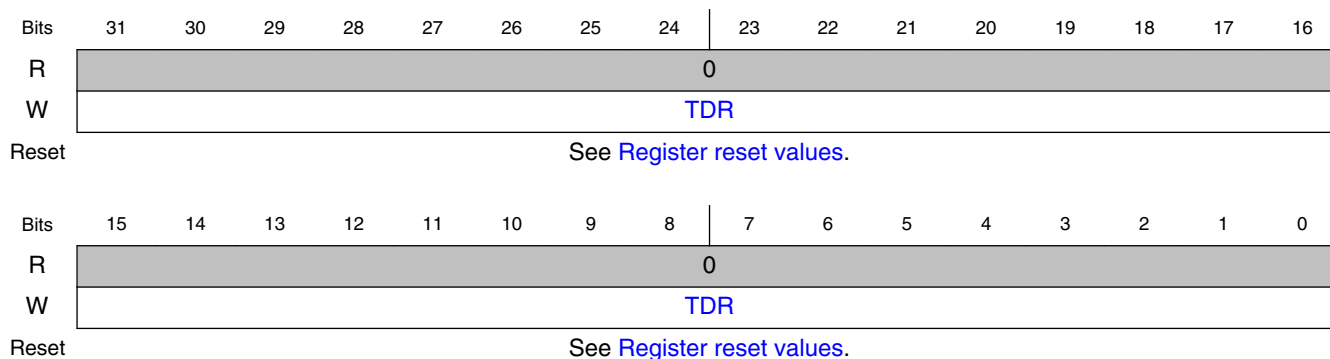 Bits 31 30 29 28 27 26 25 24 23 22 21 20 19 18 17 16
R 0
W TDR
Reset See Register reset values.
Bits 15 14 13 12 11 10 9 8 7 6 5 4 3 2 1 0
R 0
W TDR
Reset See Register reset values.